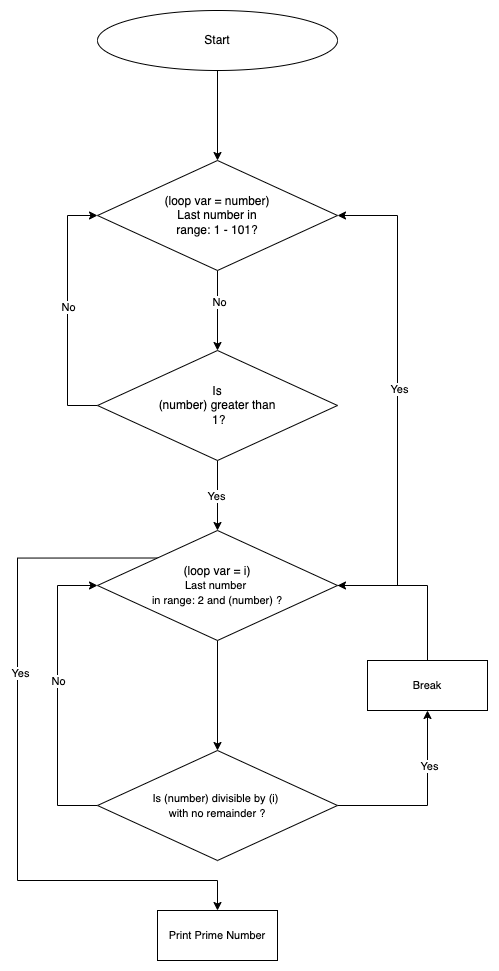 Start
(loop var = number)
Last number in
range: 1 - 101?
No
No
Is
(number) greater than
1?
Yes
Yes
(loop var = i)
Last number
in range: 2 and (number) ?
Yes
No
Break
Yes
Is (number) divisible by (i)
with no remainder ?
Print Prime Number